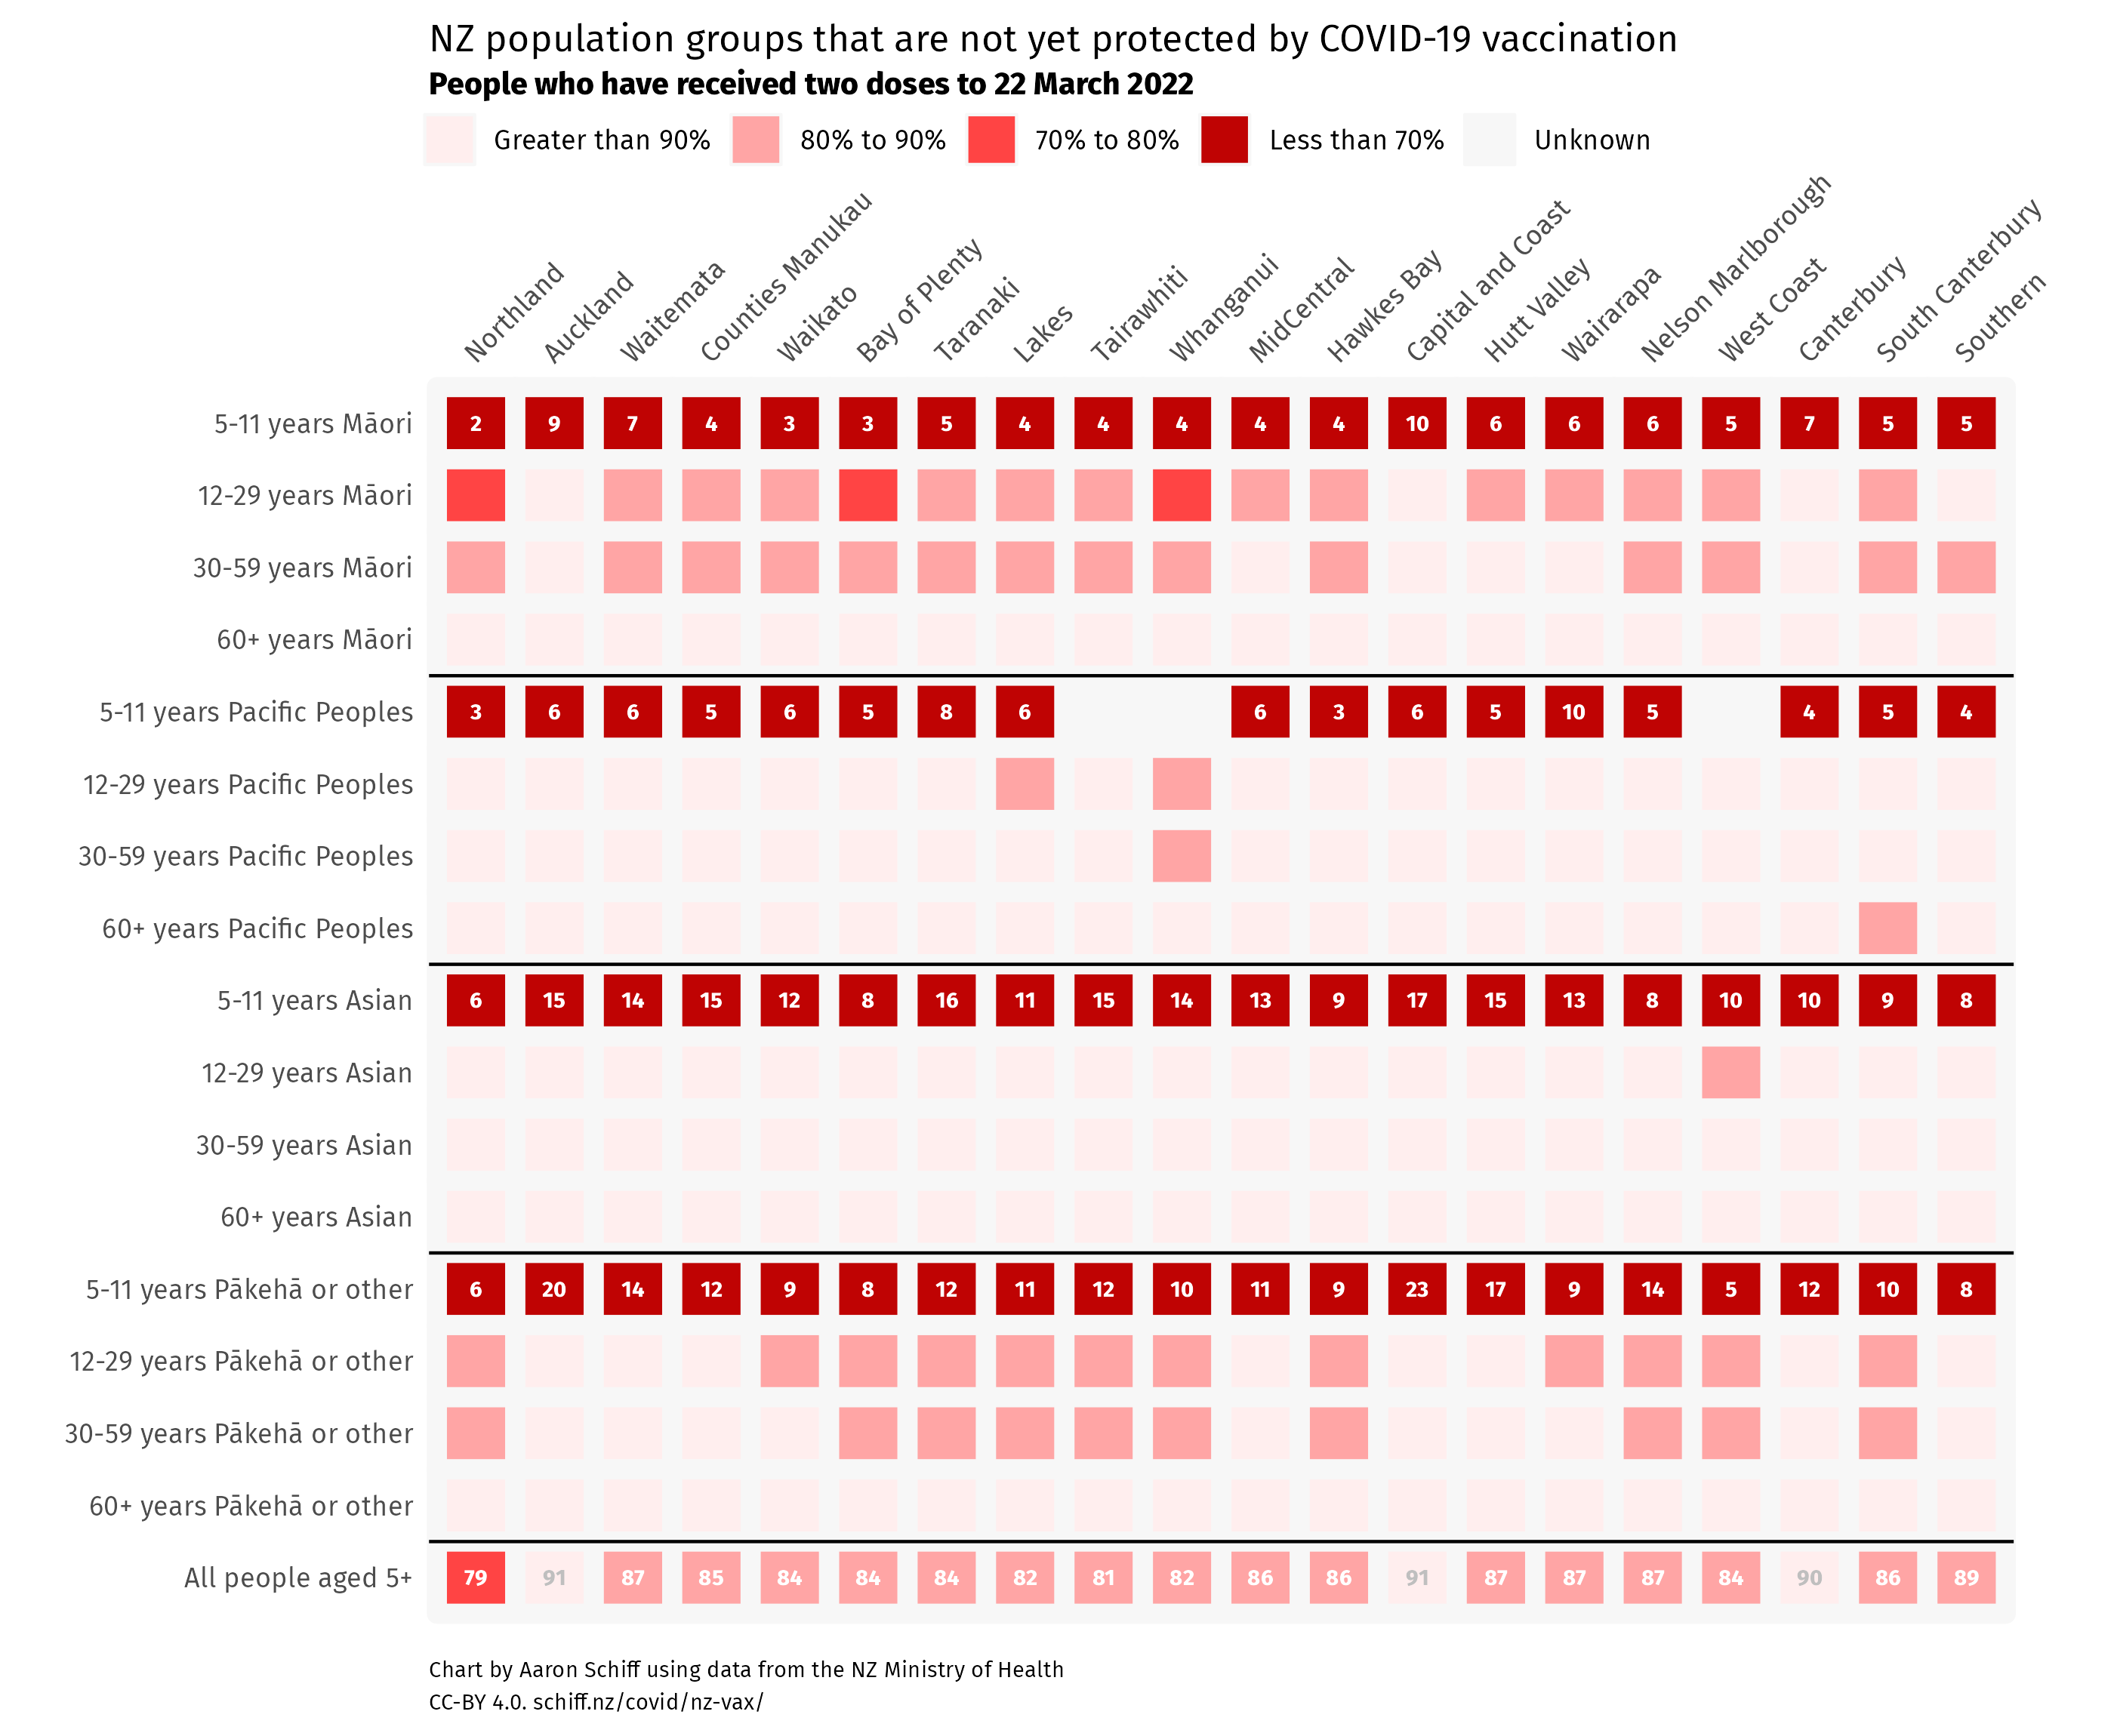 NZ population groups that are not yet protected by COVID-19 vaccination
People who have received two doses to 22 March 2022
Greater than 90% 80% to 90% 70% to 80% Less than 70% Unknown
Northland Auckland Waitemata Counties Manukau Waikato Bay of Plenty Taranaki Lakes Tairawhiti Whanganui MidCentral Hawkes Bay Capital and Coast Hutt Valley Wairarapa Nelson Marlborough West Coast Canterbury South Canterbury Southern
5-11 years Māori 2 9 7 4 3 3 5 4 4 4 4 4 10 6 6 6 5 7 5 5
12-29 years Māori
30-59 years Māori
60+ years Māori
5-11 years Pacific Peoples 3 6 6 5 6 5 8 6 6 3 6 5 10 5 4 5 4
12-29 years Pacific Peoples
30-59 years Pacific Peoples
60+ years Pacific Peoples
5-11 years Asian 6 15 14 15 12 8 16 11 15 14 13 9 17 15 13 8 10 10 9 8
12-29 years Asian
30-59 years Asian
60+ years Asian
5-11 years Pākehā or other 6 20 14 12 9 8 12 11 12 10 11 9 23 17 9 14 5 12 10 8
12-29 years Pākehā or other
30-59 years Pākehā or other
60+ years Pākehā or other
All people aged 5+ 79 91 87 85 84 84 84 82 81 82 86 86 91 87 87 87 84 90 86 89
Chart by Aaron Schiff using data from the NZ Ministry of Health
CC-BY 4.0. schiff.nz/covid/nz-vax/